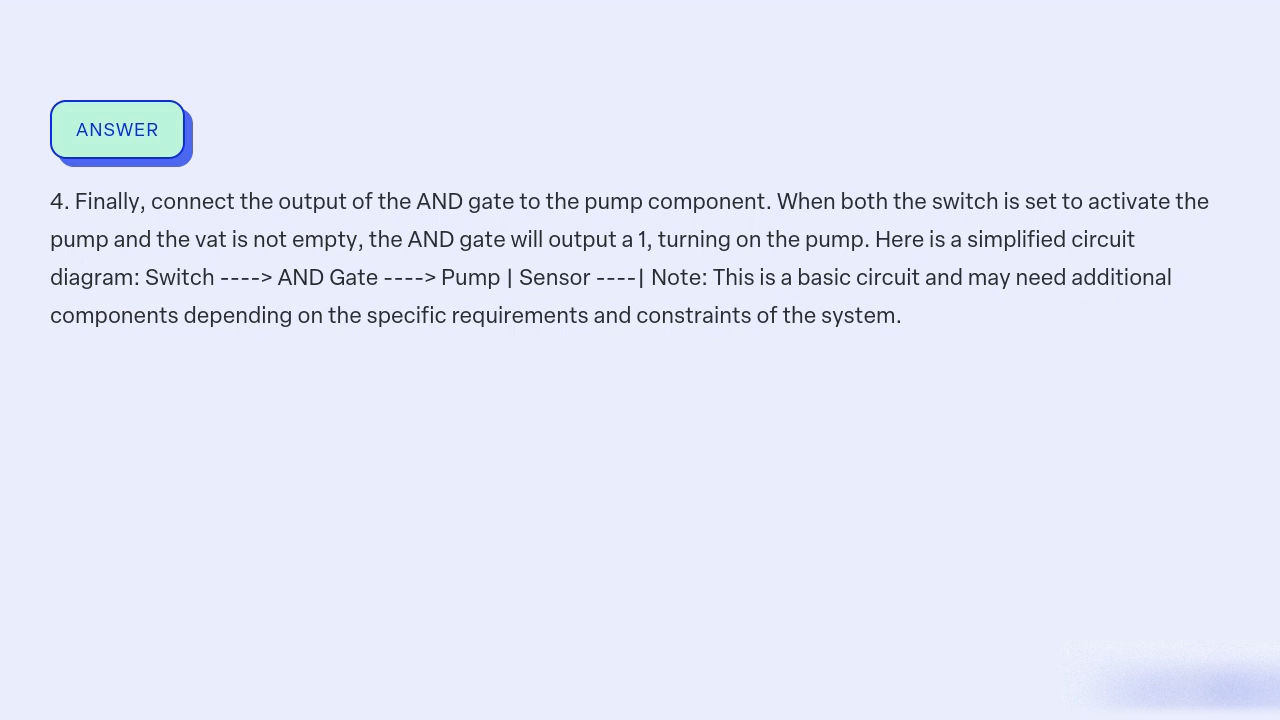 ANSWER
4. Finally, connect the output of the AND gate to the pump component. When both the switch is set to activate the
pump and the vat is not empty, the AND gate will output a 1, turning on the pump. Here is a simplified circuit
diagram: Switch ----> AND Gate ----> Pump | Sensor ----| Note: This is a basic circuit and may need additional
components depending on the specific requirements and constraints of the system.